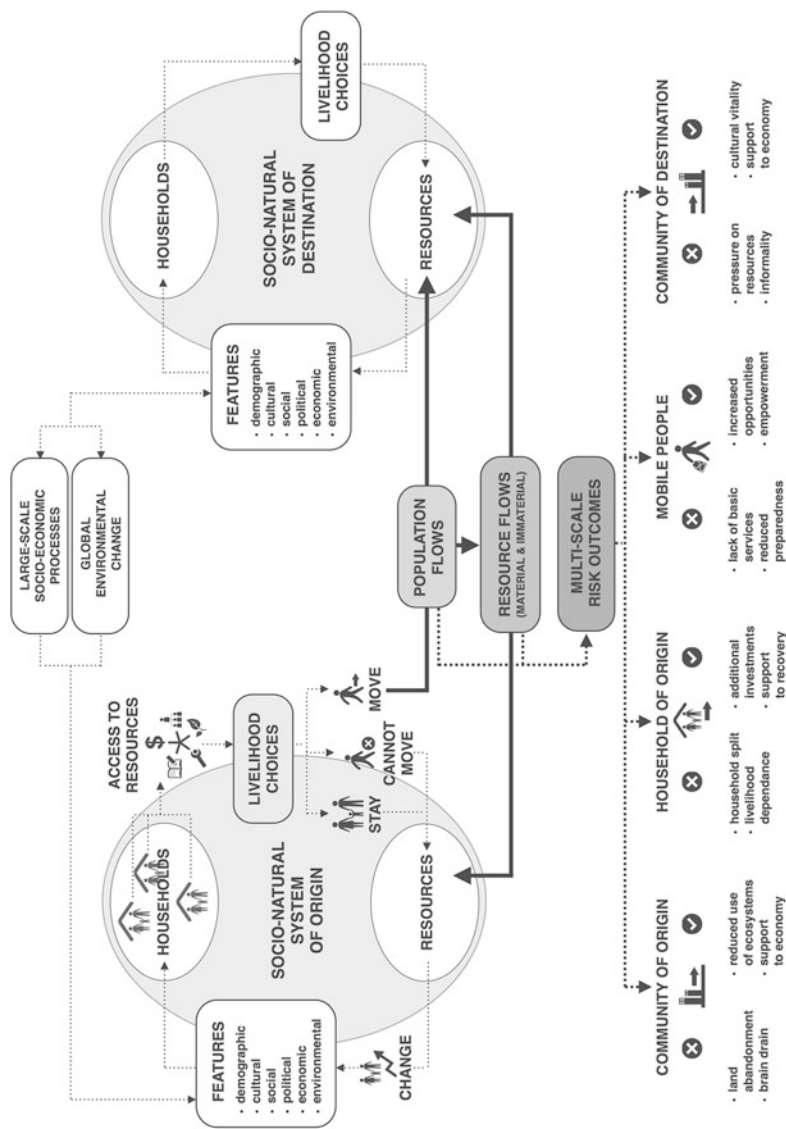 LARGE-SCALE
SOCIO-ECONOMIC
PROCESSES
GLOBAL
ENVIRONMENTAL
CHANGE
FEATURES
• demographic
• cultural
• social
• political
• economic
• environmental
CHANGE
HOUSEHOLDS
SOCIO-NATURAL
SYSTEM
OF ORIGIN
RESOURCES
ACCESS TO
RESOURCES
$
LIVELIHOOD
CHOICES
STAY
CANNOT
MOVE
MOVE
FEATURES
• demographic
• cultural
• social
• political
• economic
• environmental
HOUSEHOLDS
SOCIO-NATURAL
SYSTEM OF
DESTINATION
RESOURCES
LIVELIHOOD
CHOICES
POPULATION
FLOWS
RESOURCE FLOWS
(MATERIAL & IMMATERIAL)
MULTI-SCALE
RISK OUTCOMES
COMMUNITY OF ORIGIN
• land
abandonment
• brain drain
• reduced use
of ecosystems
• support
to economy
HOUSEHOLD OF ORIGIN
• household split
• livelihood
dependance
• additional
investments
• support
to recovery
MOBILE PEOPLE
• lack of basic
services
• reduced
preparedness
• increased
opportunities
• empowerment
COMMUNITY OF DESTINATION
• pressure on
resources
• informality
• cultural vitality
• support
to economy